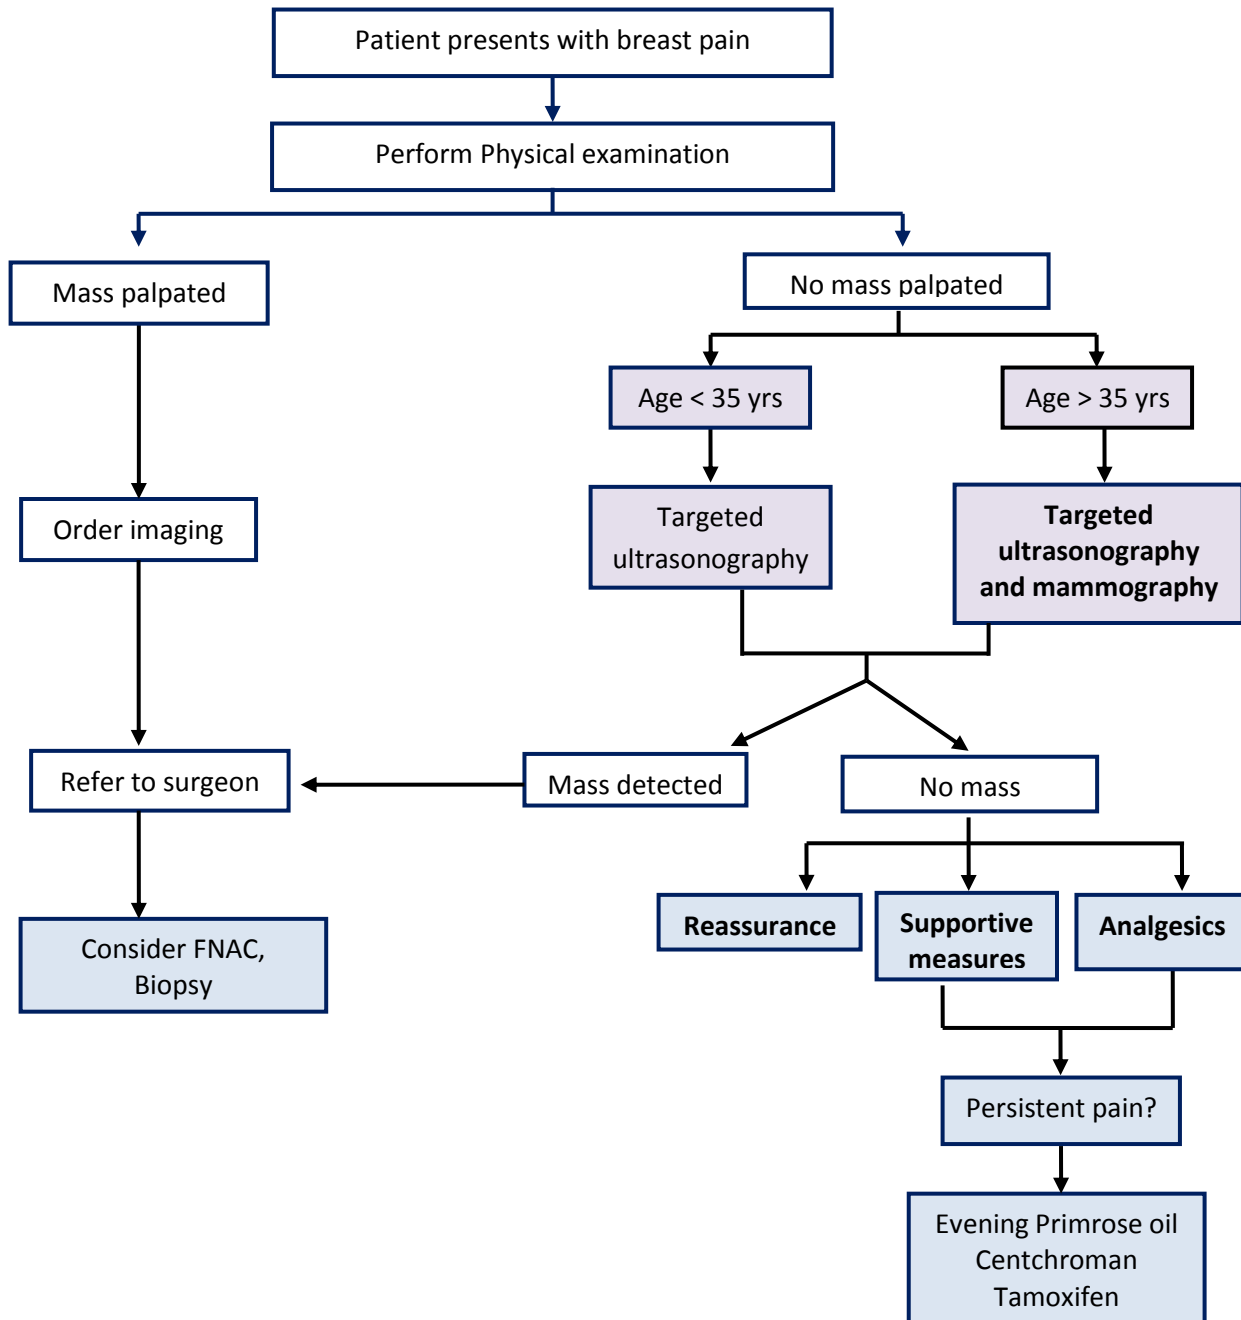 Patient presents with breast pain
Perform Physical examination
Mass palpated
No mass palpated
Age < 35 yrs
Age > 35 yrs
Order imaging
Targeted
ultrasonography
Targeted
ultrasonography
and mammography
Refer to surgeon
Mass detected
No mass
Reassurance
Supportive
measures
Analgesics
Consider FNAC,
Biopsy
Persistent pain?
Evening Primrose oil
Centchroman
Tamoxifen